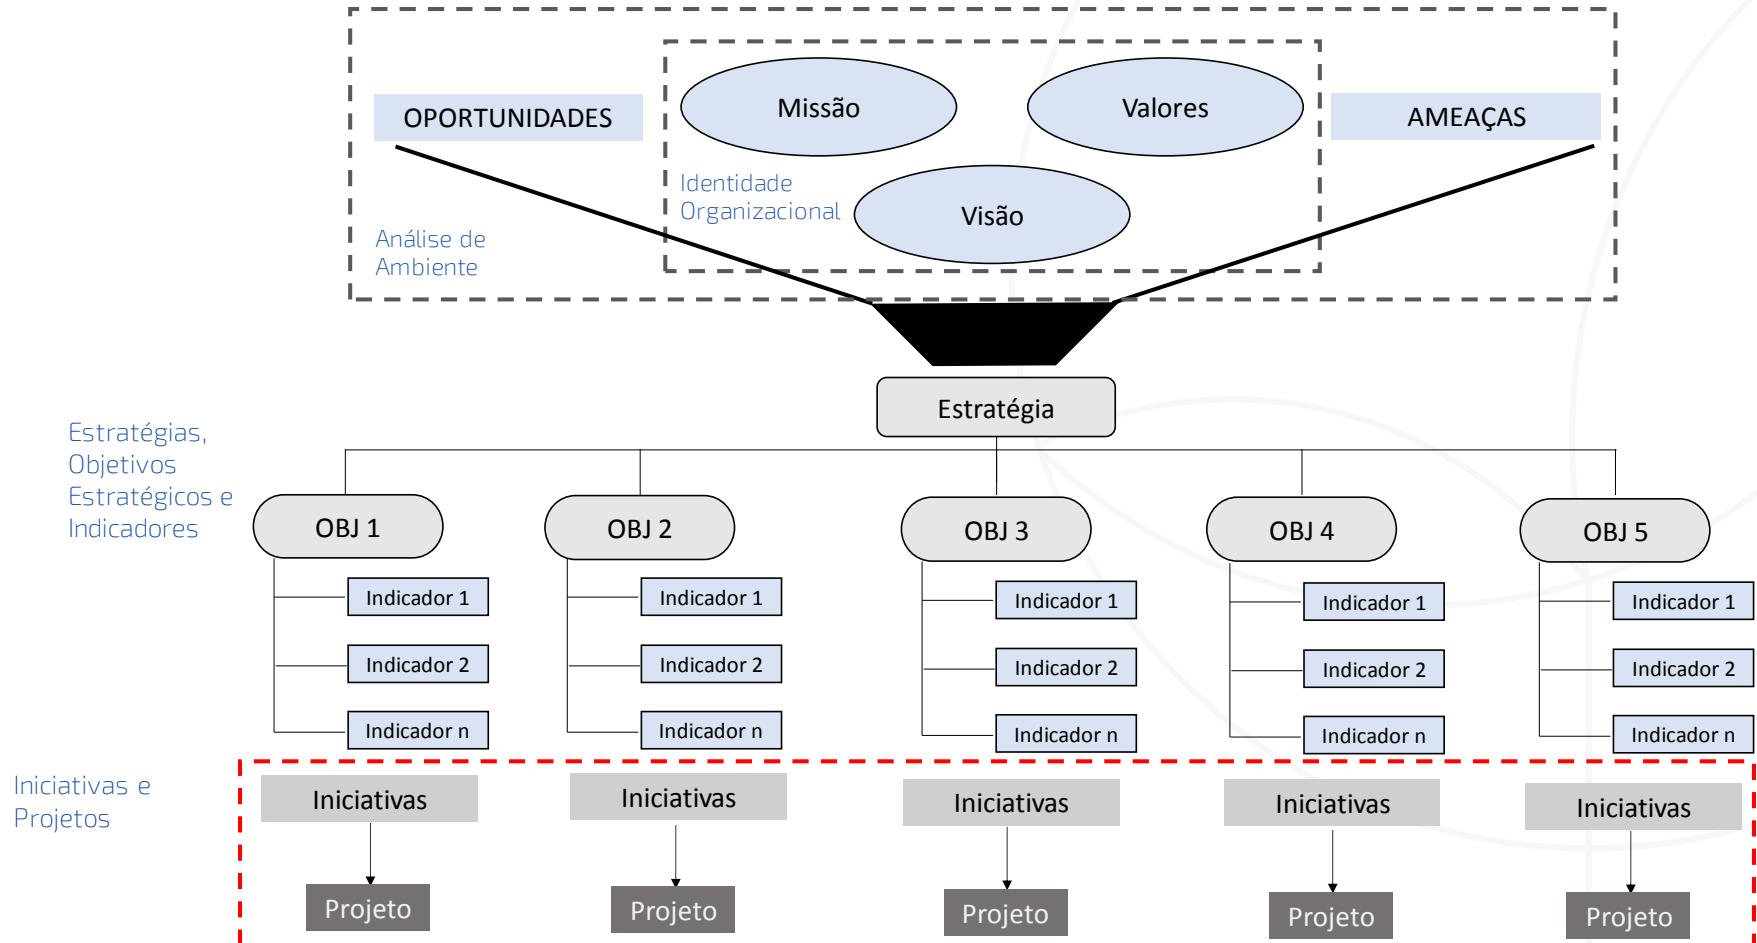 OPORTUNIDADES
Missão
Valores
AMEAÇAS
Identidade
Organizacional
Visão
Análise de
Ambiente
Estratégia
Estratégias,
Objetivos
Estratégicos e
Indicadores
OBJ 1
OBJ 2
OBJ 3
OBJ 4
OBJ 5
Indicador 1
Indicador 1
Indicador 1
Indicador 1
Indicador 1
Indicador 2
Indicador 2
Indicador 2
Indicador 2
Indicador 2
Indicador n
Indicador n
Indicador n
Indicador n
Indicador n
Iniciativas e
Projetos
Iniciativas
Iniciativas
Iniciativas
Iniciativas
Iniciativas
Projeto
Projeto
Projeto
Projeto
Projeto